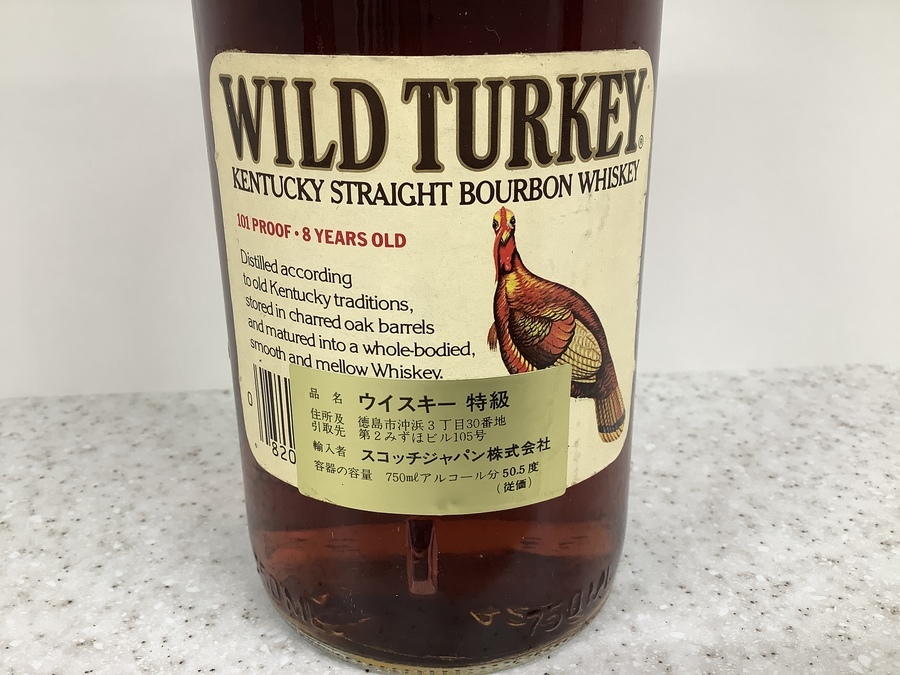 WILD TURKEY®
KENTUCKY STRAIGHT BOURBON WHISKEY
101 PROOF • 8 YEARS OLD
Distilled according
to old Kentucky traditions,
stored in charred oak barrels
and matured into a whole-bodied,
smooth and mellow Whiskey.
0
820
品名 ウイスキー 特級
住所及 徳島市沖浜3丁目30番地
引取先 第2みずほビル105号
輸入者 スコッチジャパン株式会社
容器の容量 750㎖アルコール分50.5度
(従価)